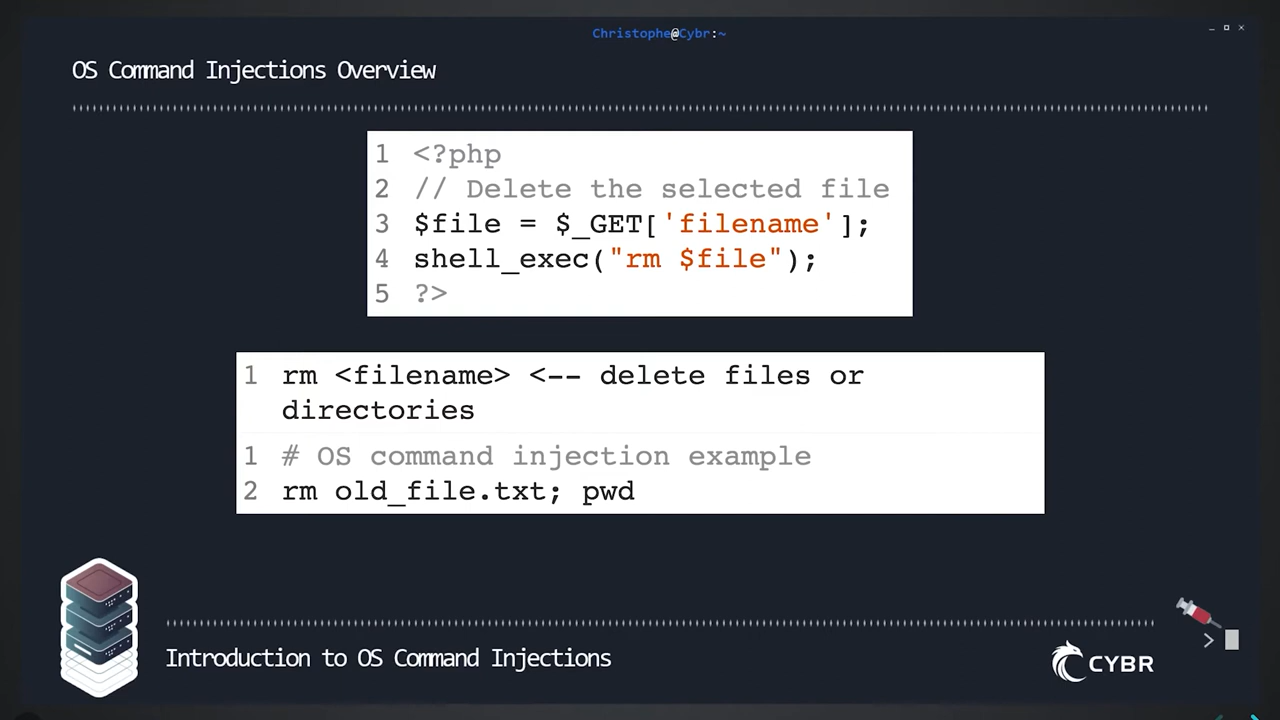 Christophe@Cybr:~
OS Command Injections Overview
1 <?php
2 // Delete the selected file
3 $file = $_GET['filename'];
4 shell_exec("rm $file");
5 ?>
1 rm <filename> <-- delete files or
directories
1 # OS command injection example
2 rm old_file.txt; pwd
>
Introduction to OS Command Injections
CYBR